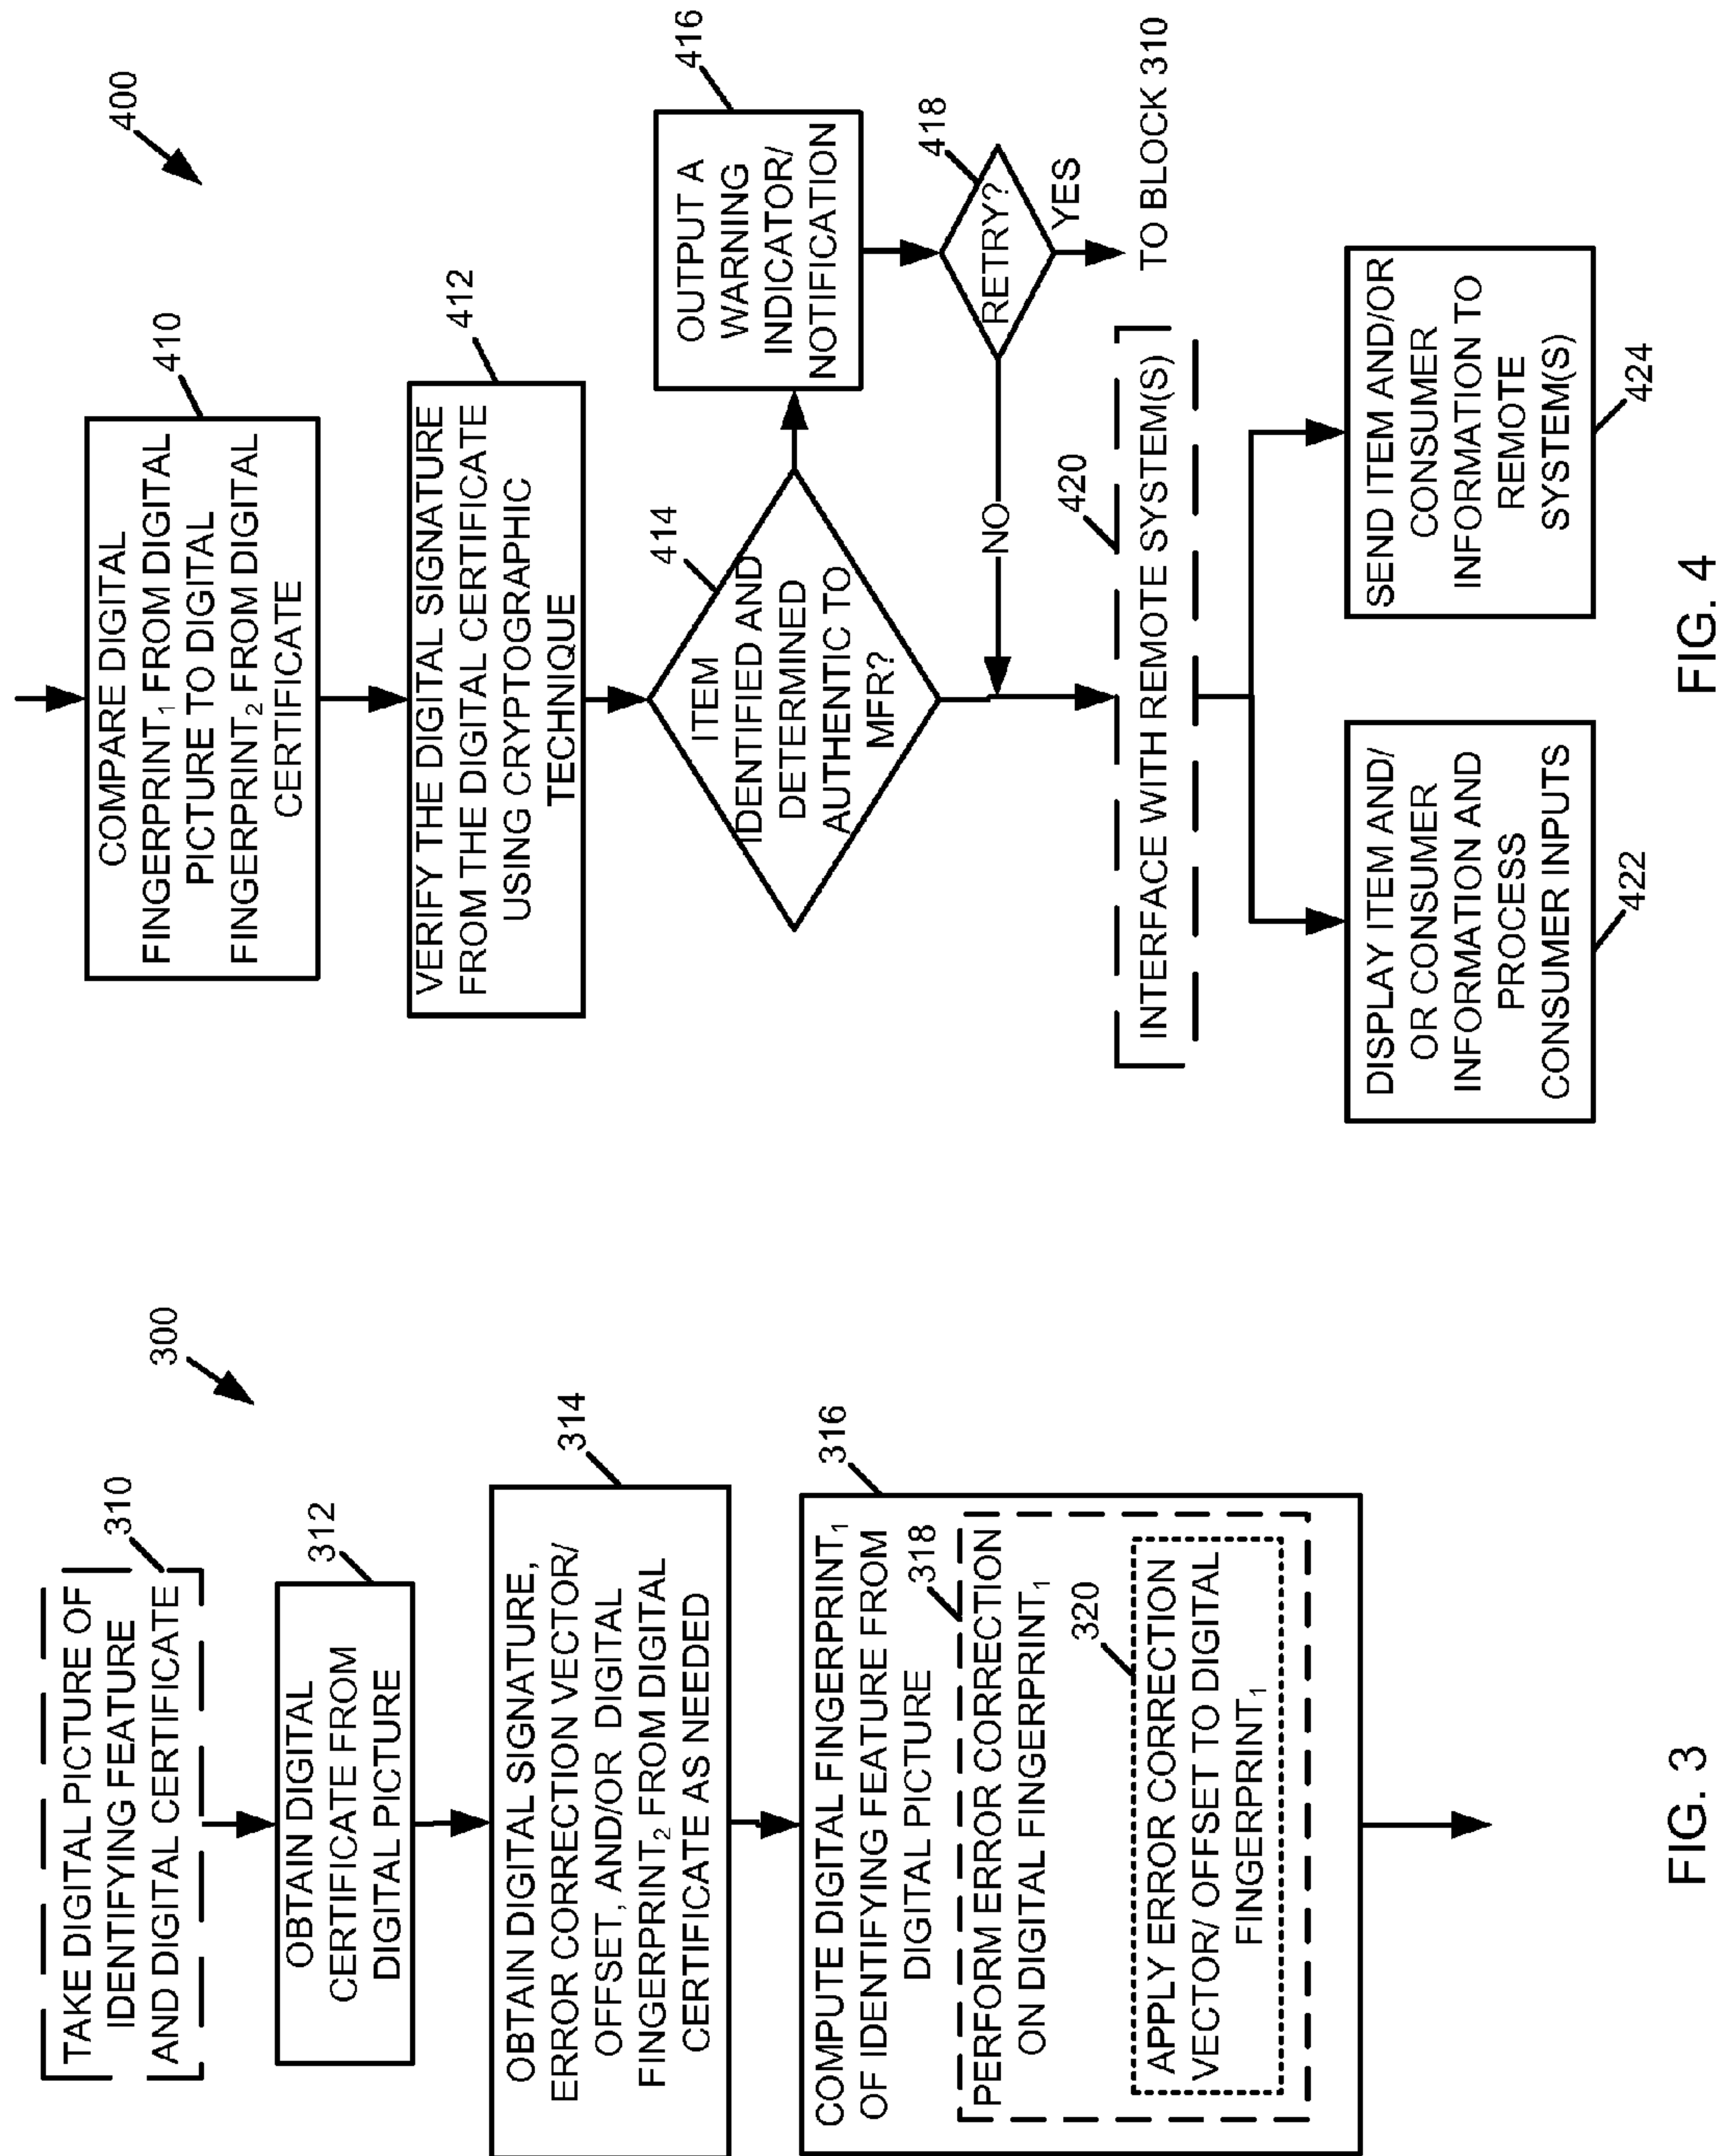 300
TAKE DIGITAL PICTURE OF
IDENTIFYING FEATURE
AND DIGITAL CERTIFICATE
310
OBTAIN DIGITAL
CERTIFICATE FROM
DIGITAL PICTURE
312
OBTAIN DIGITAL SIGNATURE,
ERROR CORRECTION VECTOR/
OFFSET, AND/OR DIGITAL
FINGERPRINT₂ FROM DIGITAL
CERTIFICATE AS NEEDED
314
COMPUTE DIGITAL FINGERPRINT₁
OF IDENTIFYING FEATURE FROM
DIGITAL PICTURE
316
318
PERFORM ERROR CORRECTION
ON DIGITAL FINGERPRINT₁
320
APPLY ERROR CORRECTION
VECTOR/ OFFSET TO DIGITAL
FINGERPRINT₁
FIG. 3
400
COMPARE DIGITAL
FINGERPRINT₁ FROM DIGITAL
PICTURE TO DIGITAL
FINGERPRINT₂ FROM DIGITAL
CERTIFICATE
410
VERIFY THE DIGITAL SIGNATURE
FROM THE DIGITAL CERTIFICATE
USING CRYPTOGRAPHIC
TECHNIQUE
412
ITEM
IDENTIFIED AND
DETERMINED
AUTHENTIC TO
MFR?
414
OUTPUT A
WARNING
INDICATOR/
NOTIFICATION
416
RETRY?
418
NO
YES
TO BLOCK 310
INTERFACE WITH REMOTE SYSTEM(S)
420
DISPLAY ITEM AND/
OR CONSUMER
INFORMATION AND
PROCESS
CONSUMER INPUTS
422
SEND ITEM AND/OR
CONSUMER
INFORMATION TO
REMOTE
SYSTEM(S)
424
FIG. 4